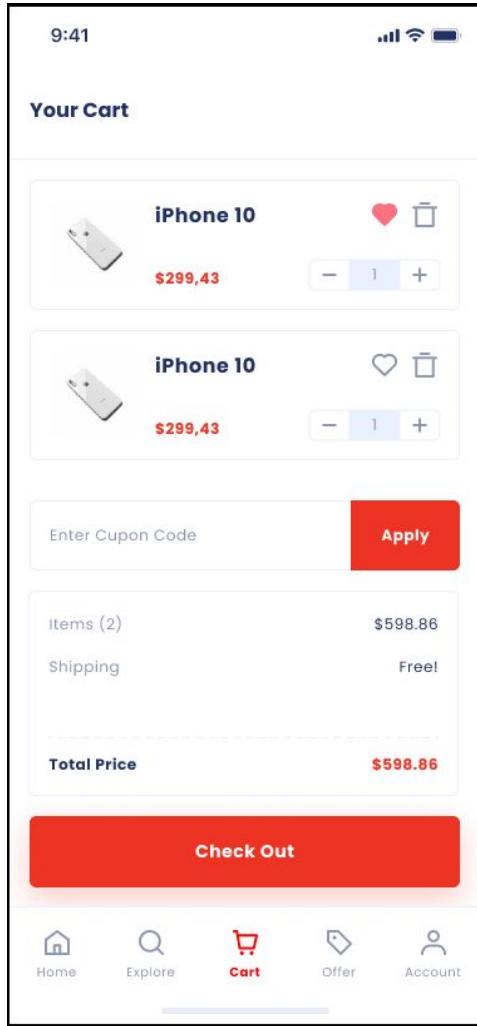 9:41
Your Cart
iPhone 10
$299,43
1
iPhone 10
$299,43
1
Enter Cupon Code
Apply
Items (2)
$598.86
Shipping
Free!
Total Price
$598.86
Check Out
Home
Explore
Cart
Offer
Account